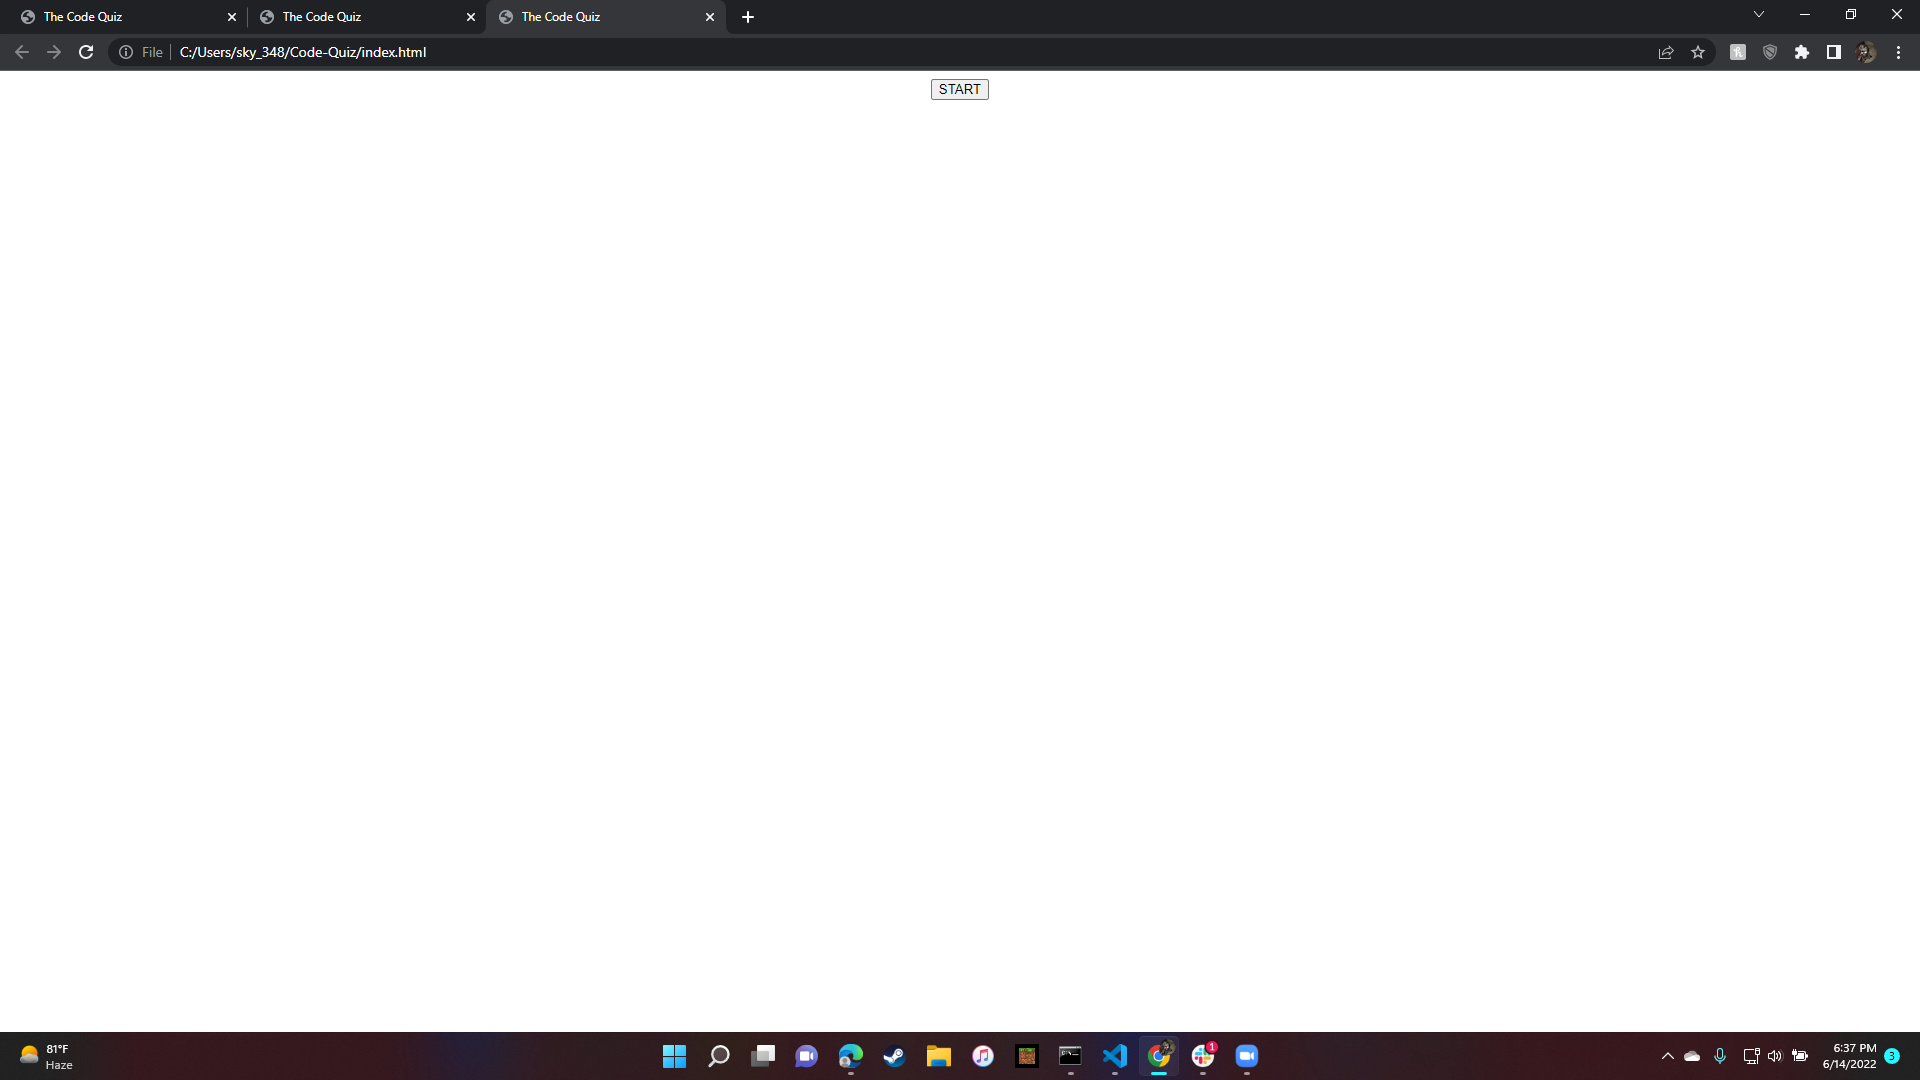 The Code Quiz
The Code Quiz
The Code Quiz
File
C:/Users/sky_348/Code-Quiz/index.html
START
81°F
Haze
1
6:37 PM
6/14/2022
3